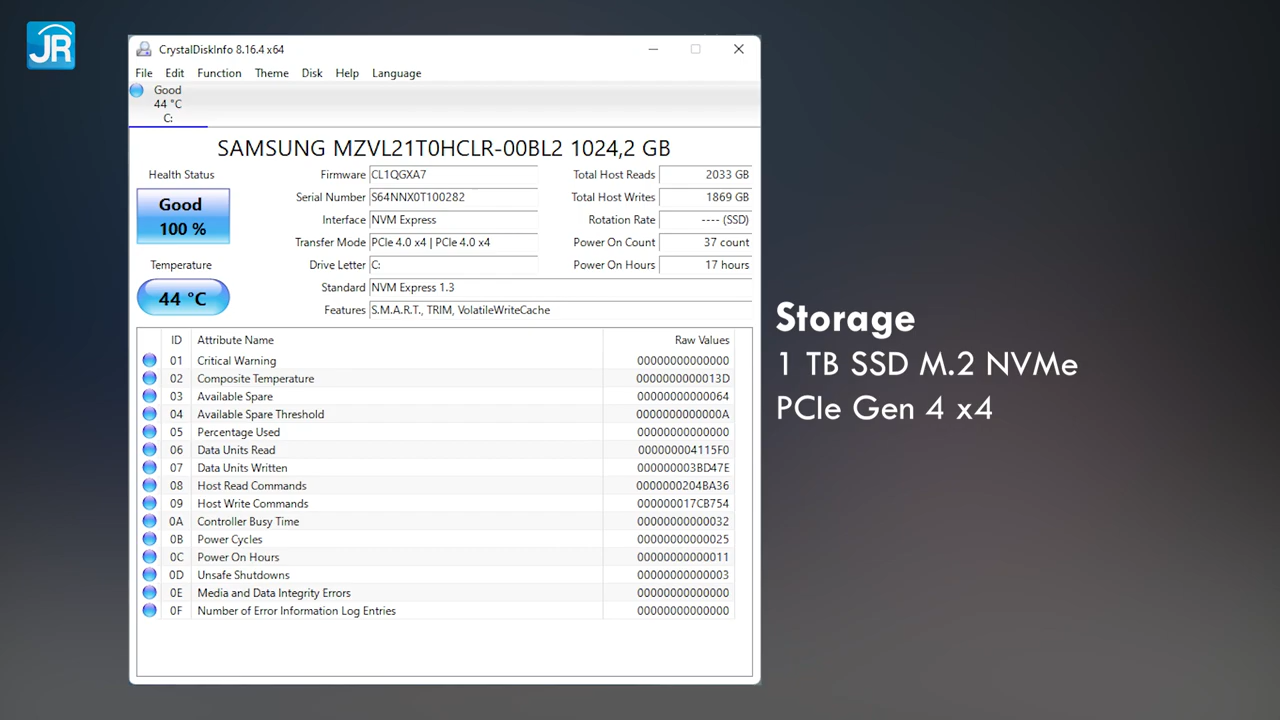 JR
CrystalDiskInfo 8.16.4 x64
File Edit Function Theme Disk Help Language
Good
44 °C
C:
SAMSUNG MZVL21T0HCLR-00BL2 1024,2 GB
Health Status
Good
100 %
Temperature
44 °C
Firmware CL1QGXA7
Serial Number S64NNX0T100282
Interface NVM Express
Transfer Mode PCIe 4.0 x4 | PCIe 4.0 x4
Drive Letter C:
Standard NVM Express 1.3
Features S.M.A.R.T., TRIM, VolatileWriteCache
Total Host Reads 2033 GB
Total Host Writes 1869 GB
Rotation Rate ---- (SSD)
Power On Count 37 count
Power On Hours 17 hours
ID Attribute Name Raw Values
01 Critical Warning 00000000000000
02 Composite Temperature 0000000000013D
03 Available Spare 00000000000064
04 Available Spare Threshold 0000000000000A
05 Percentage Used 00000000000000
06 Data Units Read 000000004115F0
07 Data Units Written 000000003BD47E
08 Host Read Commands 0000000204BA36
09 Host Write Commands 000000017CB754
0A Controller Busy Time 00000000000032
0B Power Cycles 00000000000025
0C Power On Hours 00000000000011
0D Unsafe Shutdowns 00000000000003
0E Media and Data Integrity Errors 00000000000000
0F Number of Error Information Log Entries 00000000000000
Storage
1 TB SSD M.2 NVMe
PCIe Gen 4 x4